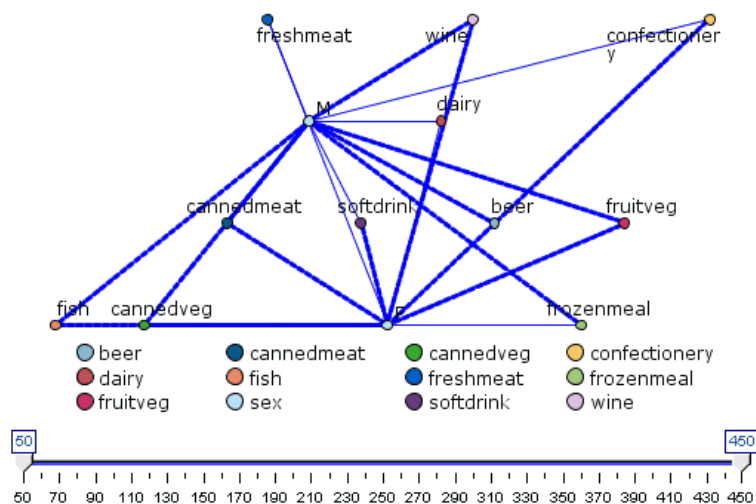 freshmeat wine confectioner
y
M dairy
cannedmeat softdrink beer fruitveg
fish cannedveg F frozenmeal
beer cannedmeat cannedveg confectionery
dairy fish freshmeat frozenmeal
fruitveg sex softdrink wine
50 450
50 70 90 110 130 150 170 190 210 230 250 270 290 310 330 350 370 390 410 430 450